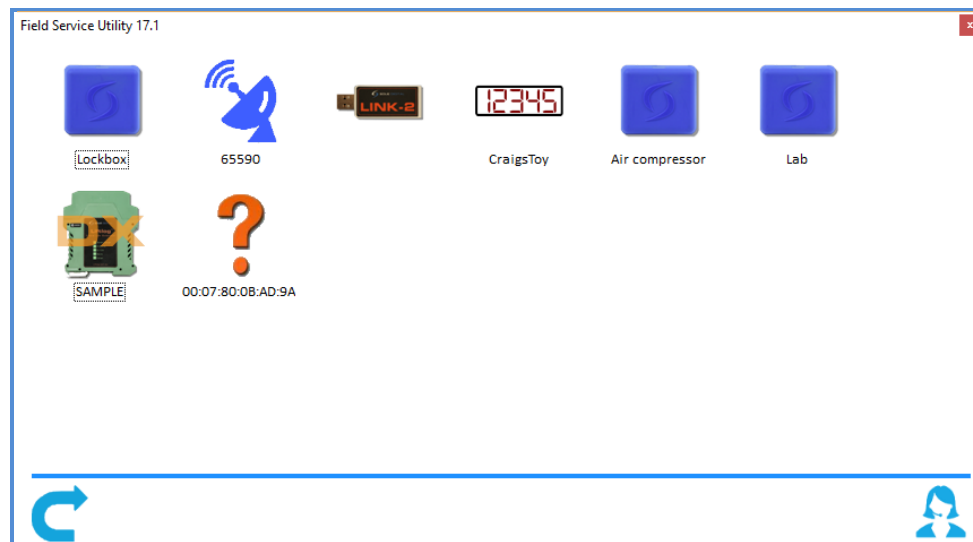 Field Service Utility 17.1
x
LINK-2
12345
Lockbox
65590
CraigsToy
Air compressor
Lab
DX
SAMPLE
?
00:07:80:0B:AD:9A